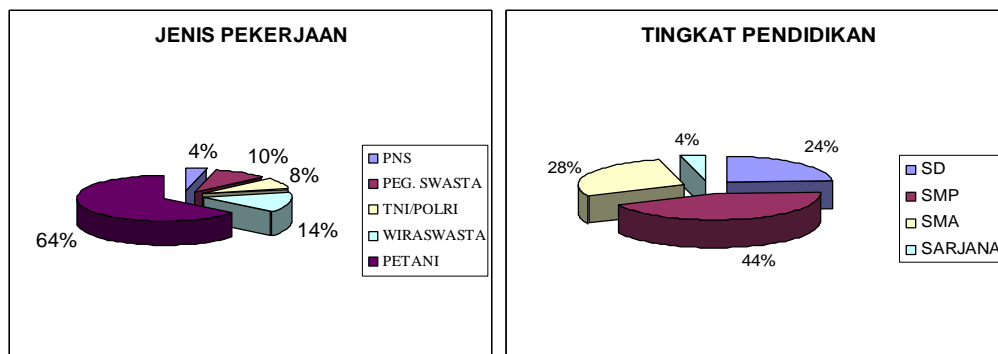 JENIS PEKERJAAN
4%
10%
8%
14%
64%
PNS
PEG. SWASTA
TNI/POLRI
WIRASWASTA
PETANI
TINGKAT PENDIDIKAN
4%
24%
28%
44%
SD
SMP
SMA
SARJANA